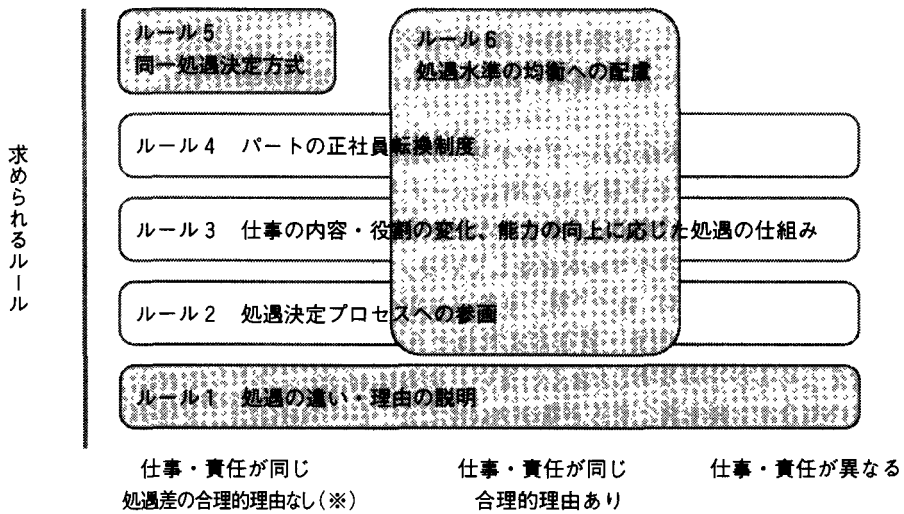 求められるルール
ルール5
同一処遇決定方式
ルール6
処遇水準の均衡への配慮
ルール4 パートの正社員転換制度
ルール3 仕事の内容・役割の変化、能力の向上に応じた処遇の仕組み
ルール2 処遇決定プロセスへの参画
ルール1 処遇の違い・理由の説明
仕事・責任が同じ
処遇差の合理的理由なし(※)
仕事・責任が同じ
合理的理由あり
仕事・責任が異なる